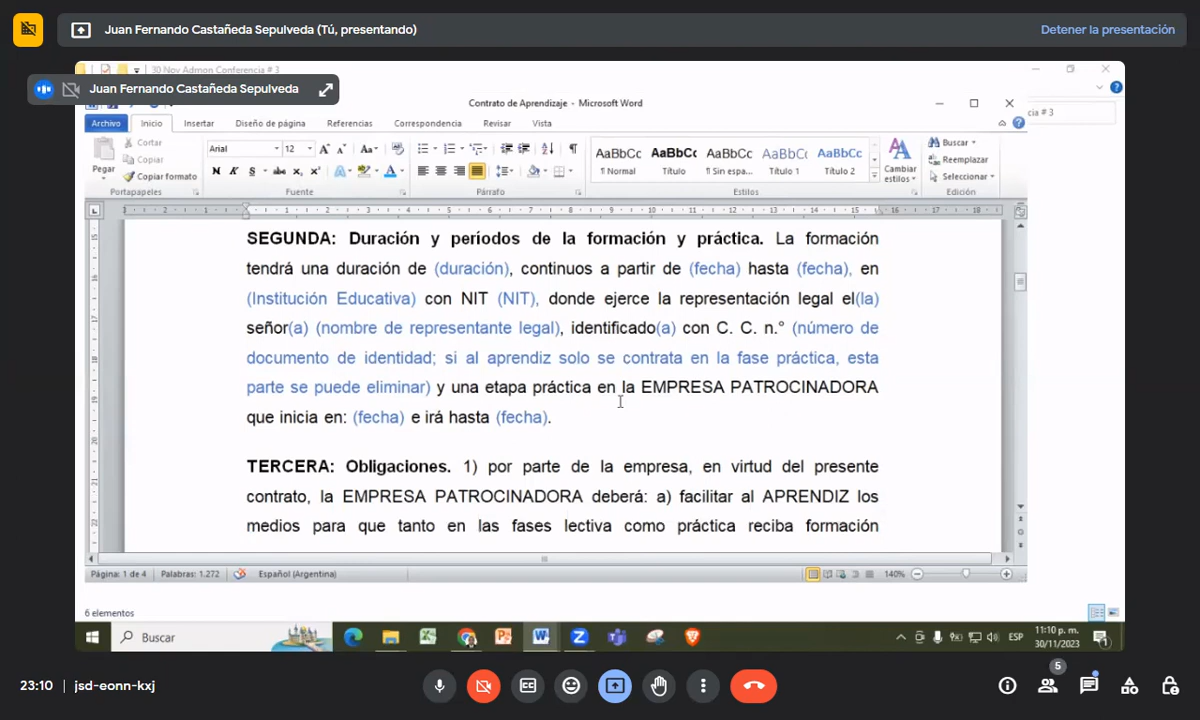 Juan Fernando Castañeda Sepulveda (Tú, presentando)
Detener la presentación
30 Nov Admon Conferencia # 3
Juan Fernando Castañeda Sepulveda
Contrato de Aprendizaje - Microsoft Word
cia # 3
Archivo Inicio Insertar Diseño de página Referencias Correspondencia Revisar Vista
Pegar
Cortar
Copiar
Copiar formato
Portapapeles
Arial 12
Fuente
Párrafo
AaBbCc AaBbCc AaBbCc AaBbCc AaBbCc
¶ Normal Título ¶ Sin espa... Título 1 Título 2
Cambiar estilos
Estilos
Buscar
Reemplazar
Seleccionar
Edición
SEGUNDA: Duración y períodos de la formación y práctica. La formación
tendrá una duración de (duración), continuos a partir de (fecha) hasta (fecha), en
(Institución Educativa) con NIT (NIT), donde ejerce la representación legal el(la)
señor(a) (nombre de representante legal), identificado(a) con C. C. n.° (número de
documento de identidad; si al aprendiz solo se contrata en la fase práctica, esta
parte se puede eliminar) y una etapa práctica en la EMPRESA PATROCINADORA
que inicia en: (fecha) e irá hasta (fecha).
TERCERA: Obligaciones. 1) por parte de la empresa, en virtud del presente
contrato, la EMPRESA PATROCINADORA deberá: a) facilitar al APRENDIZ los
medios para que tanto en las fases lectiva como práctica reciba formación
Página: 1 de 4 Palabras: 1.272 Español (Argentina) 140%
6 elementos
Buscar
ESP
11:10 p. m.
30/11/2023
23:10 | jsd-eonn-kxj
5